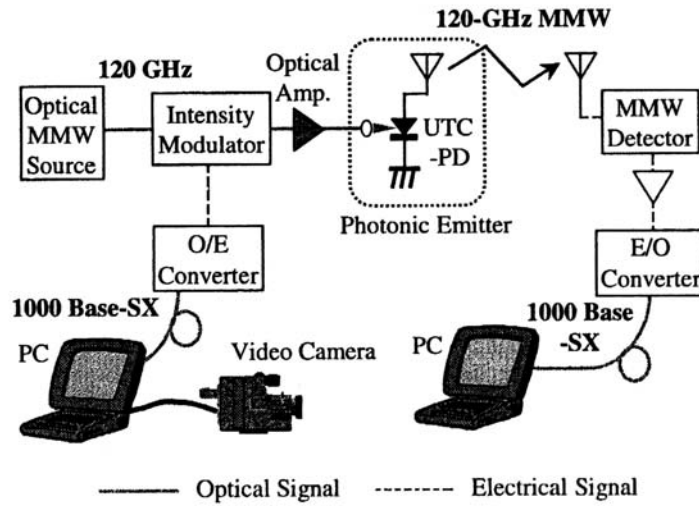 120-GHz MMW
120 GHz
Optical
Amp.
Optical
MMW
Source
Intensity
Modulator
UTC
-PD
MMW
Detector
Photonic Emitter
O/E
Converter
E/O
Converter
1000 Base-SX
1000 Base
-SX
PC
Video Camera
PC
Optical Signal
Electrical Signal